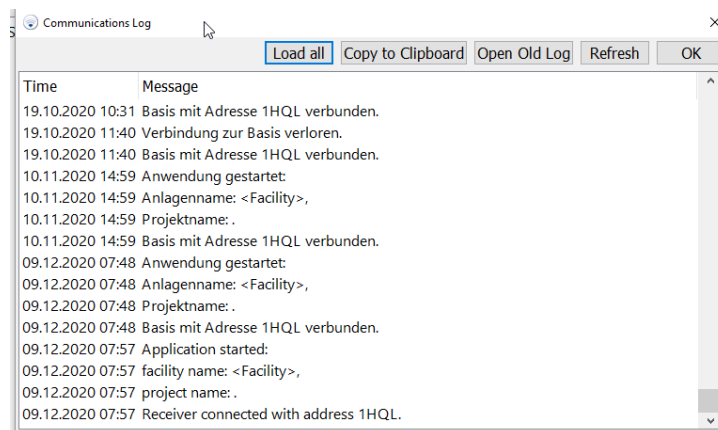 Communications Log
Load all Copy to Clipboard Open Old Log Refresh OK
Time Message
19.10.2020 10:31 Basis mit Adresse 1HQL verbunden.
19.10.2020 11:40 Verbindung zur Basis verloren.
19.10.2020 11:40 Basis mit Adresse 1HQL verbunden.
10.11.2020 14:59 Anwendung gestartet:
10.11.2020 14:59 Anlagenname: <Facility>,
10.11.2020 14:59 Projektname: .
10.11.2020 14:59 Basis mit Adresse 1HQL verbunden.
09.12.2020 07:48 Anwendung gestartet:
09.12.2020 07:48 Anlagenname: <Facility>,
09.12.2020 07:48 Projektname: .
09.12.2020 07:48 Basis mit Adresse 1HQL verbunden.
09.12.2020 07:57 Application started:
09.12.2020 07:57 facility name: <Facility>,
09.12.2020 07:57 project name: .
09.12.2020 07:57 Receiver connected with address 1HQL.